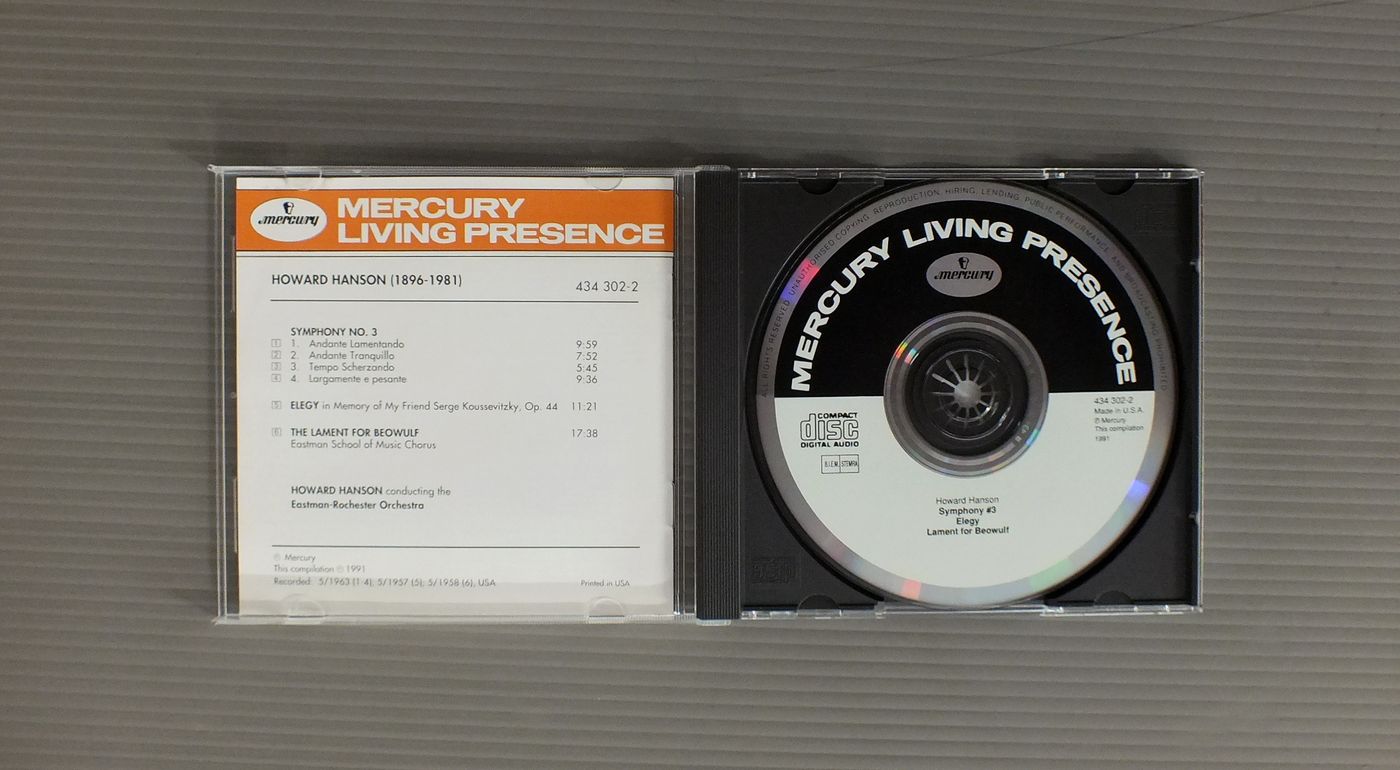 mercury
MERCURY
LIVING PRESENCE
HOWARD HANSON (1896-1981)
434 302-2
SYMPHONY NO. 3
1 1. Andante Lamentando 9:59
2 2. Andante Tranquillo 7:52
3 3. Tempo Scherzando 5:45
4 4. Largamente e pesante 9:36
5 ELEGY in Memory of My Friend Serge Koussevitzky, Op. 44 11:21
6 THE LAMENT FOR BEOWULF 17:38
Eastman School of Music Chorus
HOWARD HANSON conducting the
Eastman-Rochester Orchestra
℗ Mercury
This compilation ℗ 1991
Recorded: 5/1963 (1-4); 5/1957 (5); 5/1958 (6), USA
Printed in USA
ALL RIGHTS RESERVED. UNAUTHORISED COPYING, REPRODUCTION, HIRING, LENDING, PUBLIC PERFORMANCE AND BROADCASTING PROHIBITED
MERCURY LIVING PRESENCE
mercury
COMPACT
disc
DIGITAL AUDIO
B.I.E.M. STEMRA
434 302-2
Made in U.S.A.
℗ Mercury
This compilation
1991
Howard Hanson
Symphony #3
Elegy
Lament for Beowulf